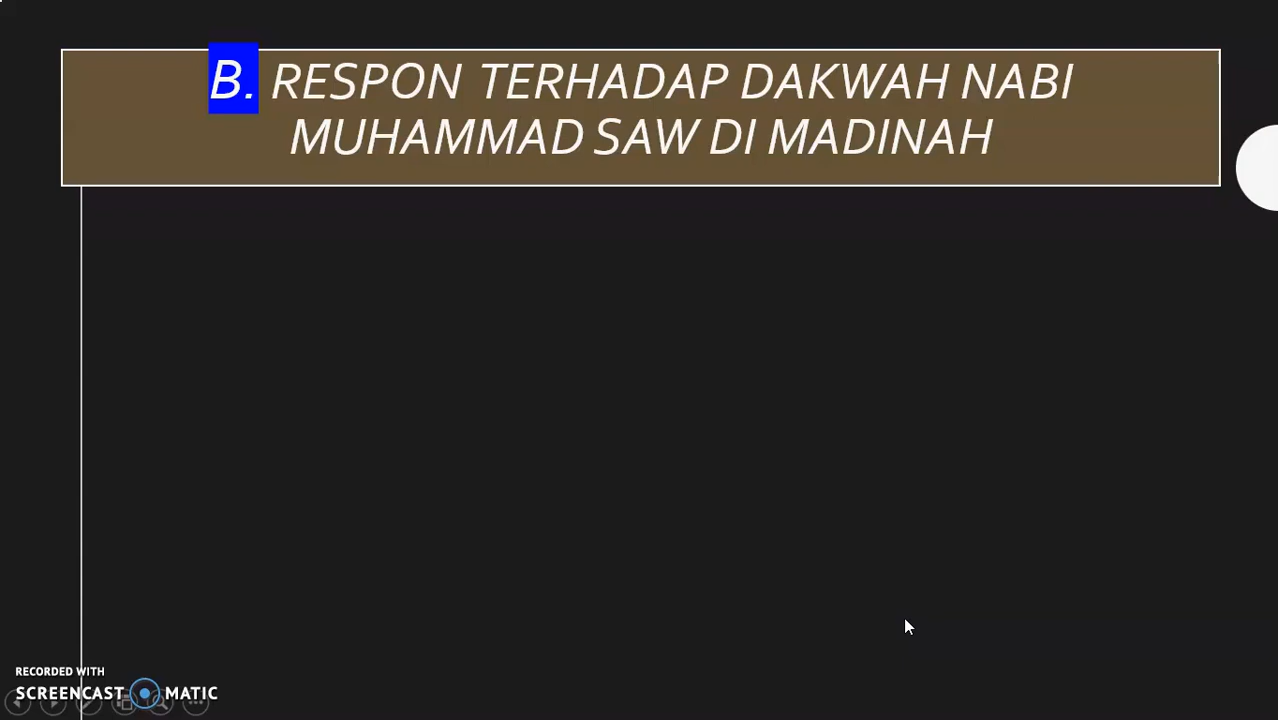 B. RESPON TERHADAP DAKWAH NABI
MUHAMMAD SAW DI MADINAH
RECORDED WITH
SCREENCAST MATIC